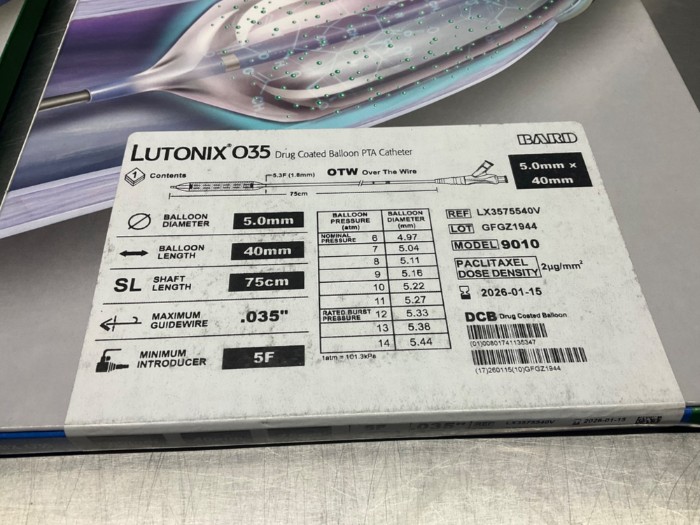 LUTONIX® 035 Drug Coated Balloon PTA Catheter
BARD
5.0mm ×
40mm
1 Contents
5.3F (1.8mm) OTW Over The Wire
75cm
BALLOON DIAMETER 5.0mm
BALLOON LENGTH 40mm
SL SHAFT LENGTH 75cm
MAXIMUM GUIDEWIRE .035"
MINIMUM INTRODUCER 5F
BALLOON PRESSURE (atm) BALLOON DIAMETER (mm)
NOMINAL PRESSURE 6 4.97
7 5.04
8 5.11
9 5.16
10 5.22
11 5.27
RATED BURST PRESSURE 12 5.33
13 5.38
14 5.44
1atm = 101.3kPa
REF LX3575540V
LOT GFGZ1944
MODEL 9010
PACLITAXEL DOSE DENSITY 2µg/mm²
2026-01-15
DCB Drug Coated Balloon
(01)00801741135347
(17)260115(10)GFGZ1944
LX3575540V
2026-01-15